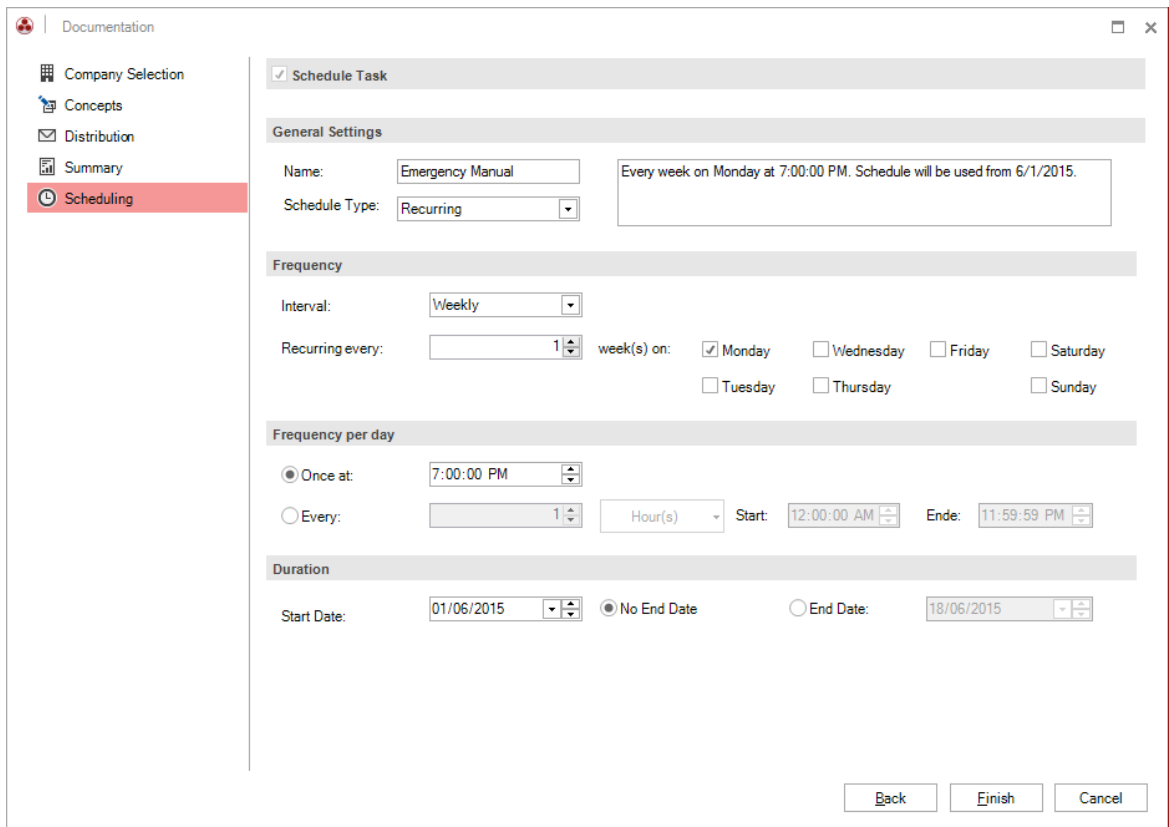 Documentation
Company Selection
Concepts
Distribution
Summary
Scheduling
Schedule Task
General Settings
Name: Emergency Manual Every week on Monday at 7:00:00 PM. Schedule will be used from 6/1/2015.
Schedule Type: Recurring
Frequency
Interval: Weekly
Recurring every: 1 week(s) on: Monday Wednesday Friday Saturday
Tuesday Thursday Sunday
Frequency per day
Once at: 7:00:00 PM
Every: 1 Hour(s) Start: 12:00:00 AM Ende: 11:59:59 PM
Duration
Start Date: 01/06/2015 No End Date End Date: 18/06/2015
Back Finish Cancel